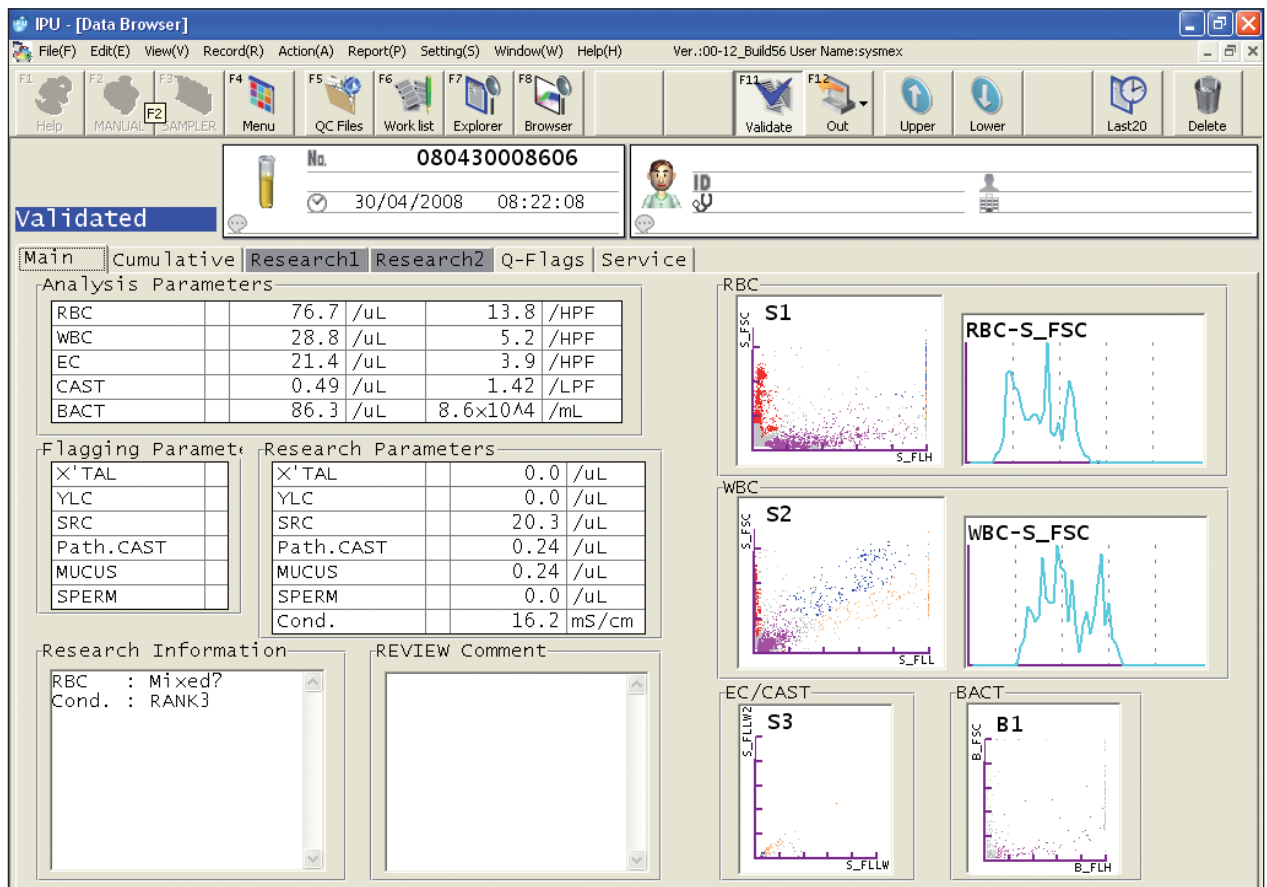 IPU - [Data Browser]
File(F) Edit(E) View(V) Record(R) Action(A) Report(P) Setting(S) Window(W) Help(H) Ver.:00-12_Build56 User Name:sysmex
F1 F2 F3 F4 F5 F6 F7 F8 F11 F12
F2
Help MANUAL SAMPLER Menu QC Files Work list Explorer Browser Validate Out Upper Lower Last20 Delete
No. 080430008606
ID
30/04/2008 08:22:08
Validated
Main Cumulative Research1 Research2 Q-Flags Service
Analysis Parameters
RBC 76.7 /uL 13.8 /HPF
WBC 28.8 /uL 5.2 /HPF
EC 21.4 /uL 3.9 /HPF
CAST 0.49 /uL 1.42 /LPF
BACT 86.3 /uL 8.6x10^4 /mL
Flagging Paramet
X'TAL
YLC
SRC
Path.CAST
MUCUS
SPERM
Research Parameters
X'TAL 0.0 /uL
YLC 0.0 /uL
SRC 20.3 /uL
Path.CAST 0.24 /uL
MUCUS 0.24 /uL
SPERM 0.0 /uL
Cond. 16.2 mS/cm
Research Information
RBC : Mixed?
Cond. : RANK3
REVIEW Comment
RBC
S1
S_FSC
S_FLH
RBC-S_FSC
WBC
S2
S_FSC
S_FLL
WBC-S_FSC
EC/CAST
S3
S_FLLW2
S_FLLW
BACT
B1
B_FSC
B_FLH